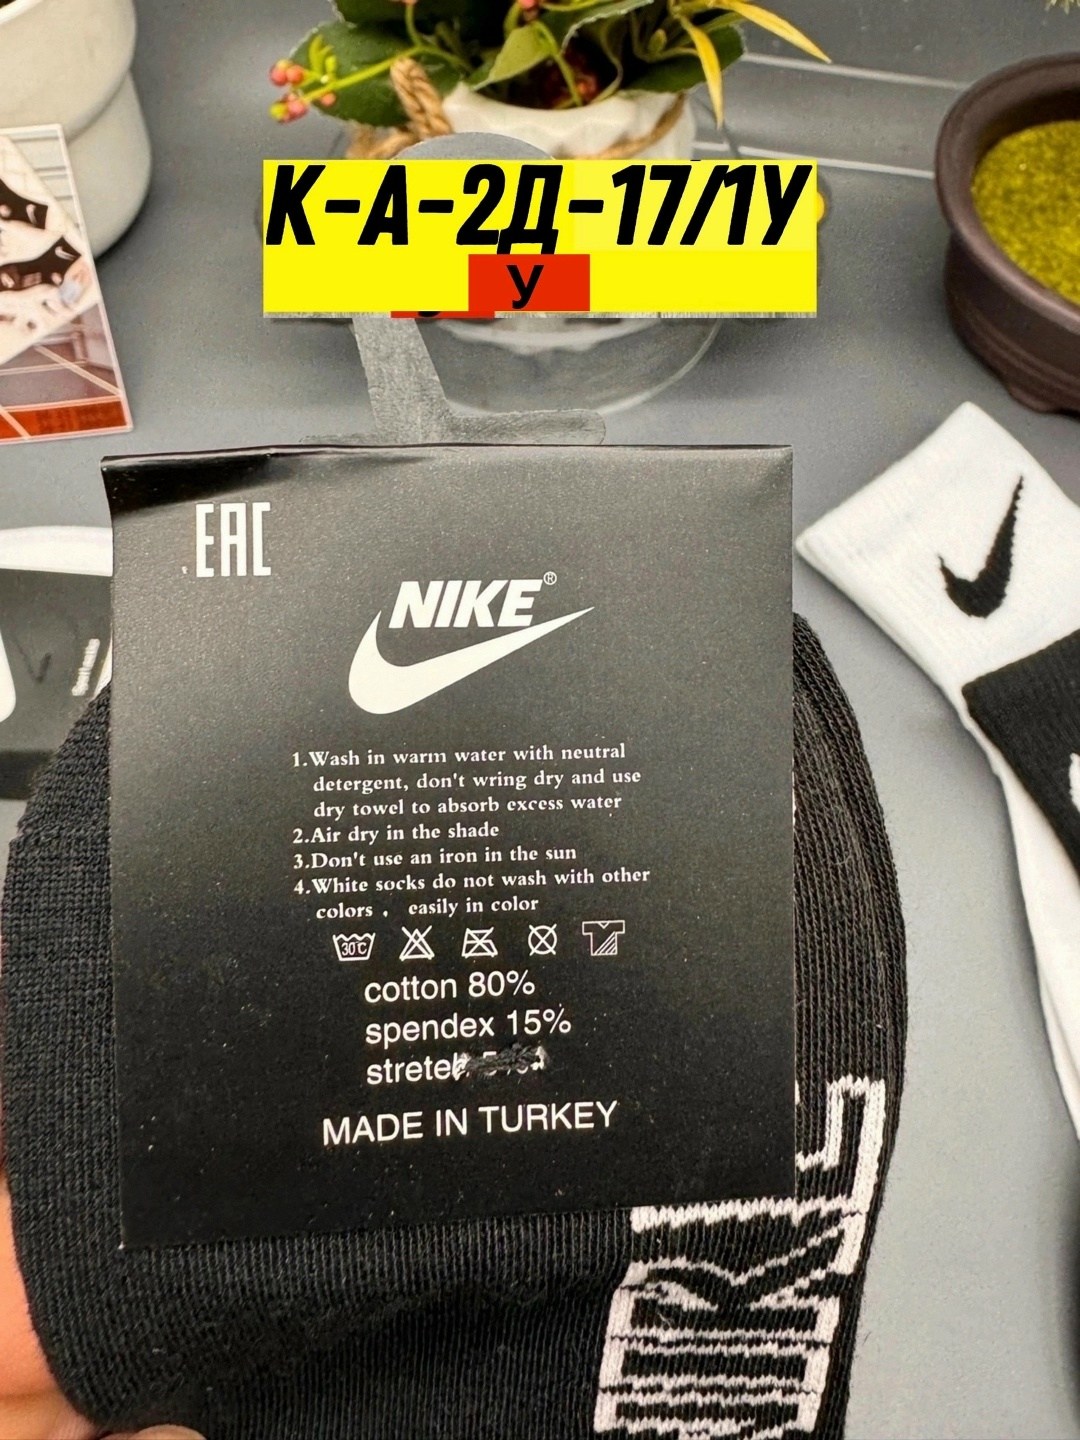 К-А-2Д-17/1У
У
EAC
NIKE®
1.Wash in warm water with neutral
detergent, don't wring dry and use
dry towel to absorb excess water
2.Air dry in the shade
3.Don't use an iron in the sun
4.White socks do not wash with other
colors , easily in color
30℃
cotton 80%
spendex 15%
MADE IN TURKEY
NIKE